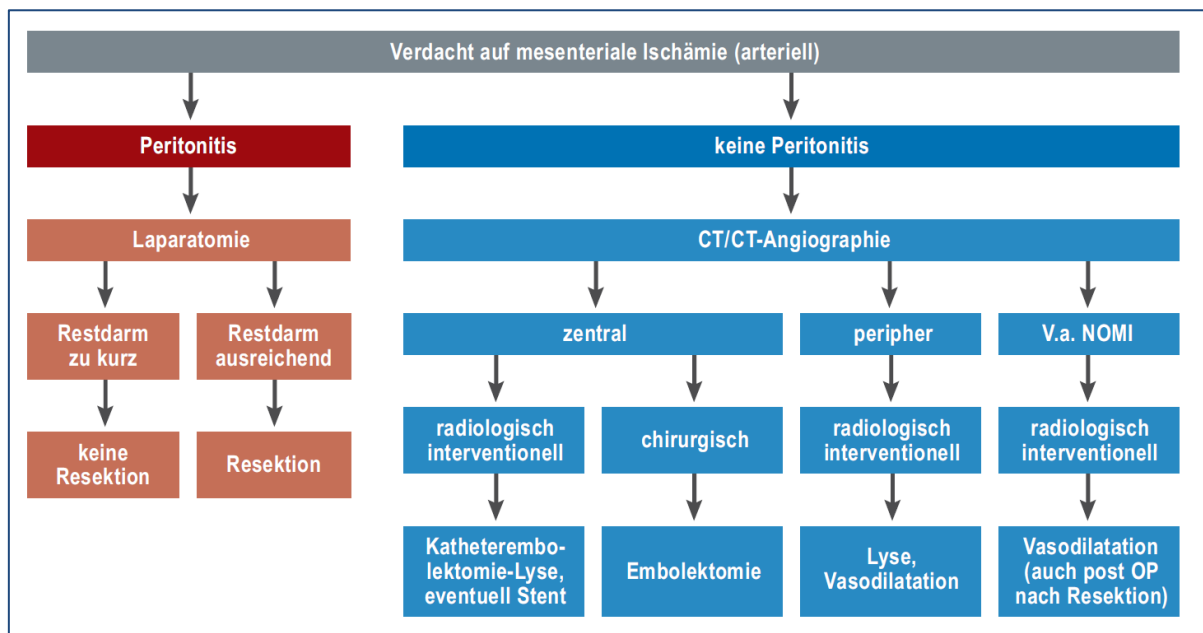 Verdacht auf mesenteriale Ischämie (arteriell)
Peritonitis
keine Peritonitis
Laparatomie
CT/CT-Angiographie
Restdarm
zu kurz
Restdarm
ausreichend
zentral
peripher
V.a. NOMI
keine
Resektion
Resektion
radiologisch
interventionell
chirurgisch
radiologisch
interventionell
radiologisch
interventionell
Katheterembo-
lektomie-Lyse,
eventuell Stent
Embolektomie
Lyse,
Vasodilatation
Vasodilatation
(auch post OP
nach Resektion)